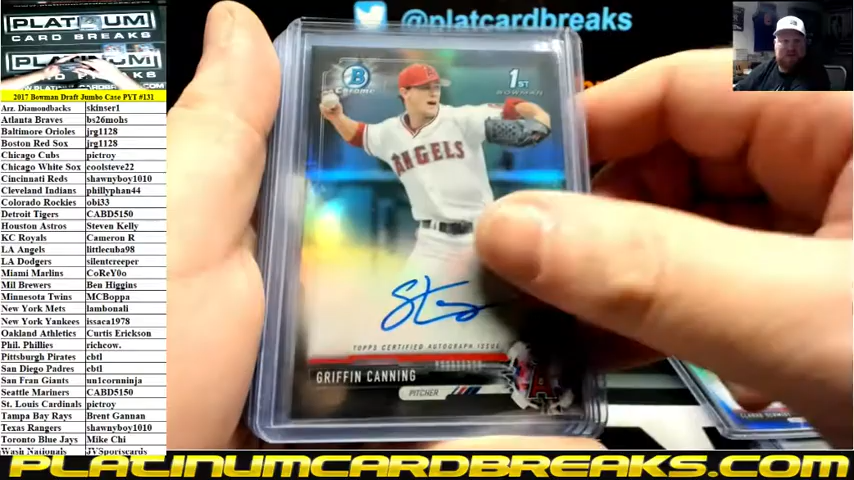 PLATINUM
CARD BREAKS
PLATINUM
@platcardbreaks
2017 Bowman Draft Jumbo Case PYT #131
Arz. Diamondbacks skinser1
Atlanta Braves bs26mohs
Baltimore Orioles jrg1128
Boston Red Sox jrg1128
Chicago Cubs pictroy
Chicago White Sox coolsteve22
Cincinnati Reds shawnyboy1010
Cleveland Indians phillyphan44
Colorado Rockies obi33
Detroit Tigers CABD5150
Houston Astros Steven Kelly
KC Royals Cameron R
LA Angels littlecuba98
LA Dodgers silentcreeper
Miami Marlins CoReY0o
Mil Brewers Ben Higgins
Minnesota Twins MCBoppa
New York Mets lambonali
New York Yankees issaca1978
Oakland Athletics Curtis Erickson
Phil. Phillies richcow.
Pittsburgh Pirates cbtl
San Diego Padres cbtl
San Fran Giants un1cornninja
Seattle Mariners CABD5150
St. Louis Cardinals pictroy
Tampa Bay Rays Brent Gannan
Texas Rangers shawnyboy1010
Toronto Blue Jays Mike Chi
Wash Nationals JVSportscards
B
Chrome
1ST
BOWMAN
ANGELS
TOPPS CERTIFIED AUTOGRAPH ISSUE
GRIFFIN CANNING
PITCHER
PLATINUMCARDBREAKS.COM